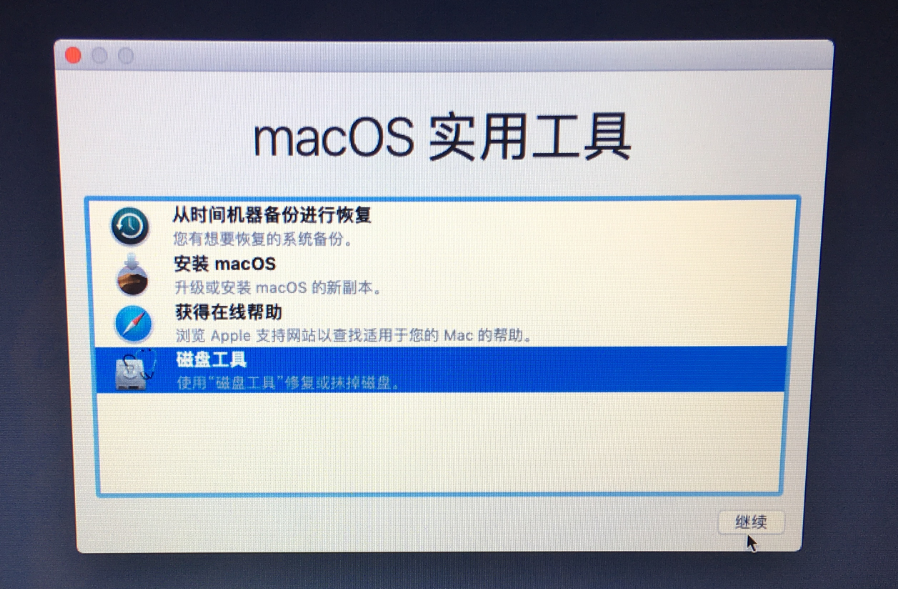 macOS 实用工具
从时间机器备份进行恢复
您有想要恢复的系统备份。
安装 macOS
升级或安装 macOS 的新副本。
获得在线帮助
浏览 Apple 支持网站以查找适用于您的 Mac 的帮助。
磁盘工具
使用“磁盘工具”修复或抹掉磁盘。
继续